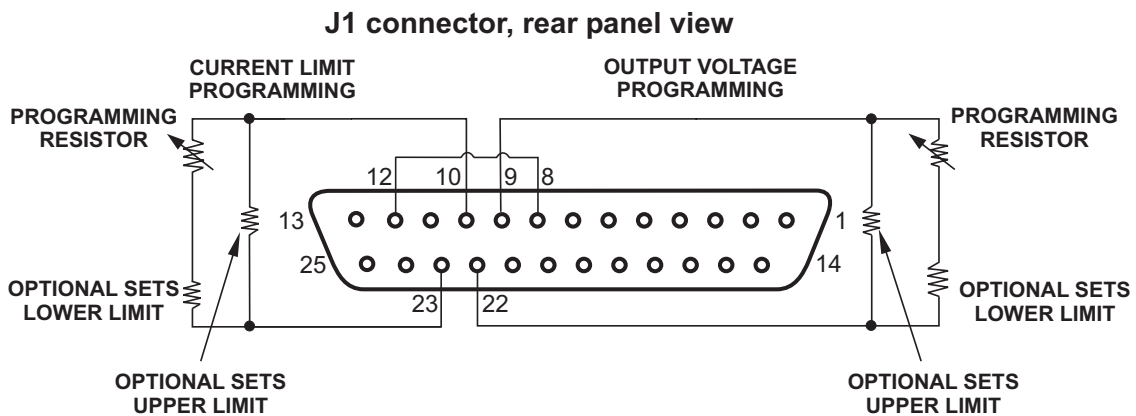 J1 connector, rear panel view
CURRENT LIMIT
PROGRAMMING
OUTPUT VOLTAGE
PROGRAMMING
PROGRAMMING
RESISTOR
PROGRAMMING
RESISTOR
12
10
9
8
13
1
25
14
23
22
OPTIONAL SETS
LOWER LIMIT
OPTIONAL SETS
LOWER LIMIT
OPTIONAL SETS
UPPER LIMIT
OPTIONAL SETS
UPPER LIMIT